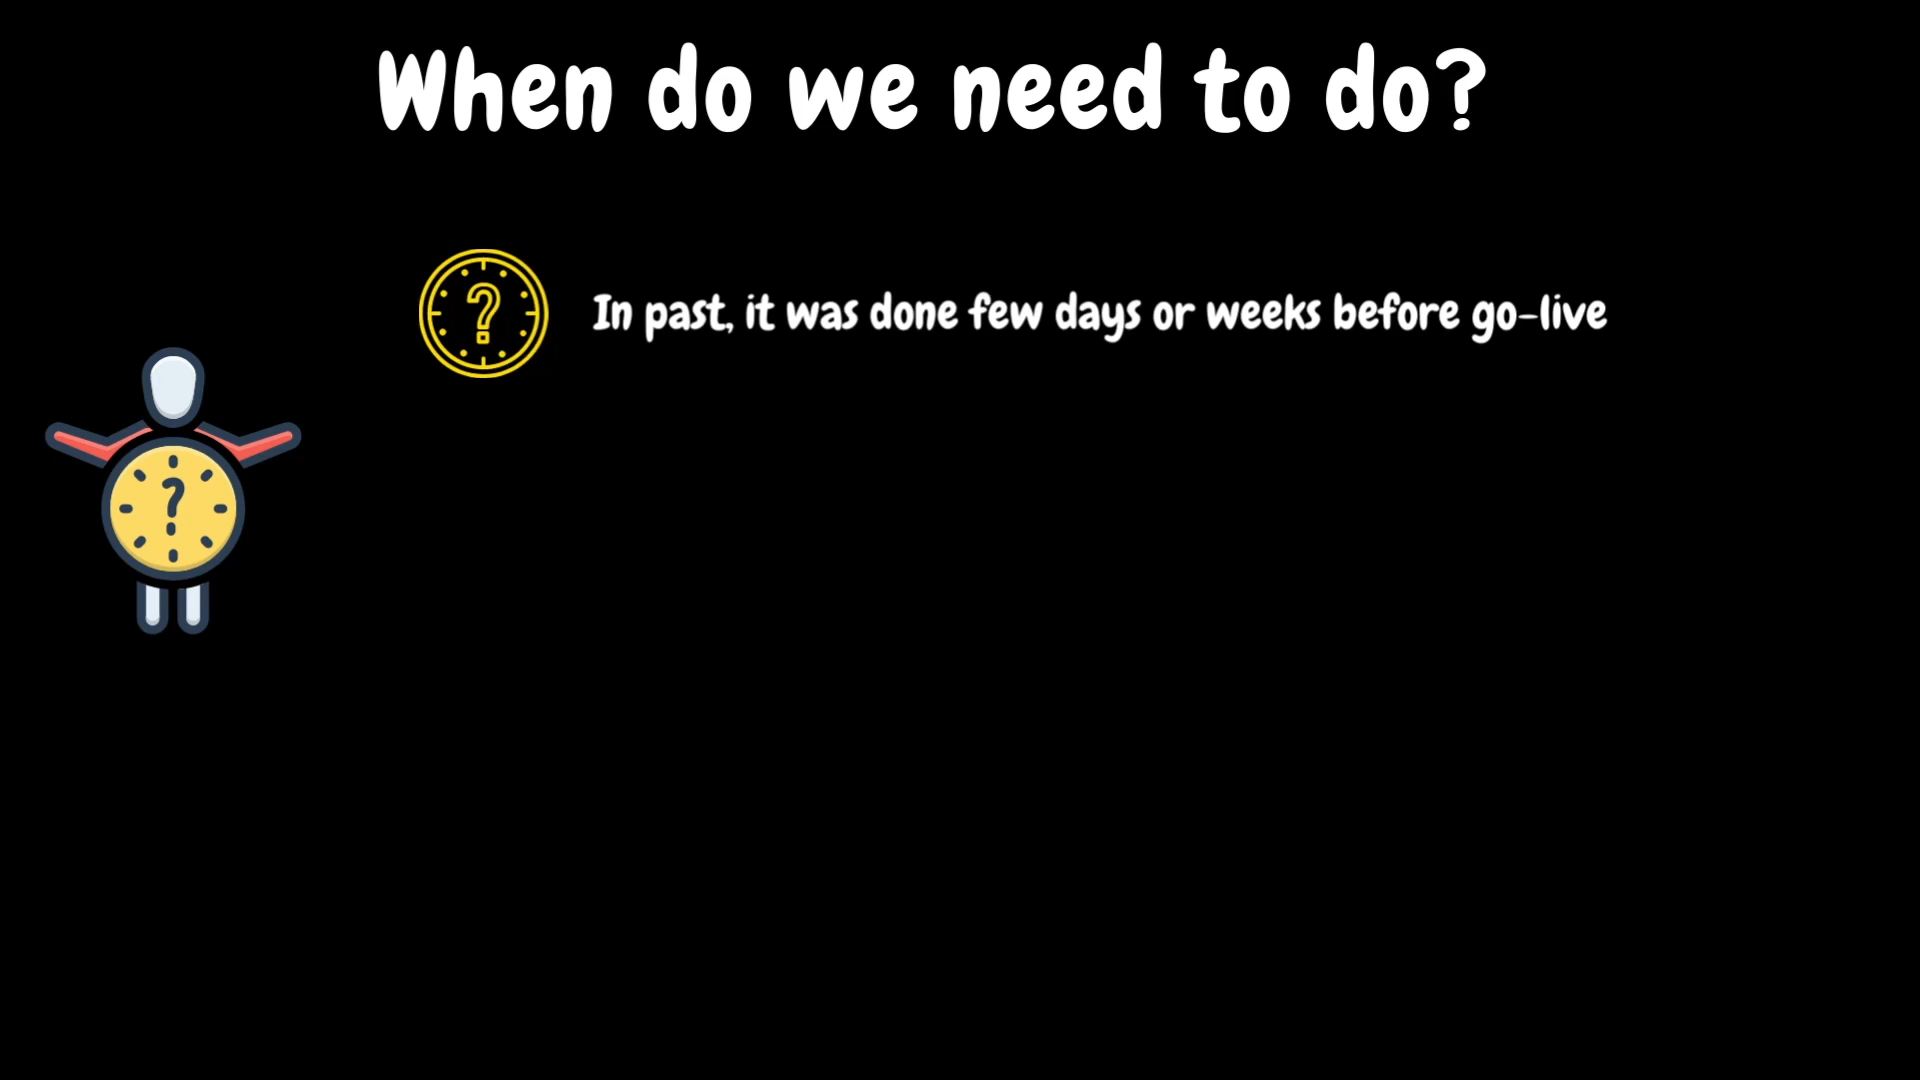 When do we need to do?
In past, it was done few days or weeks before go-live